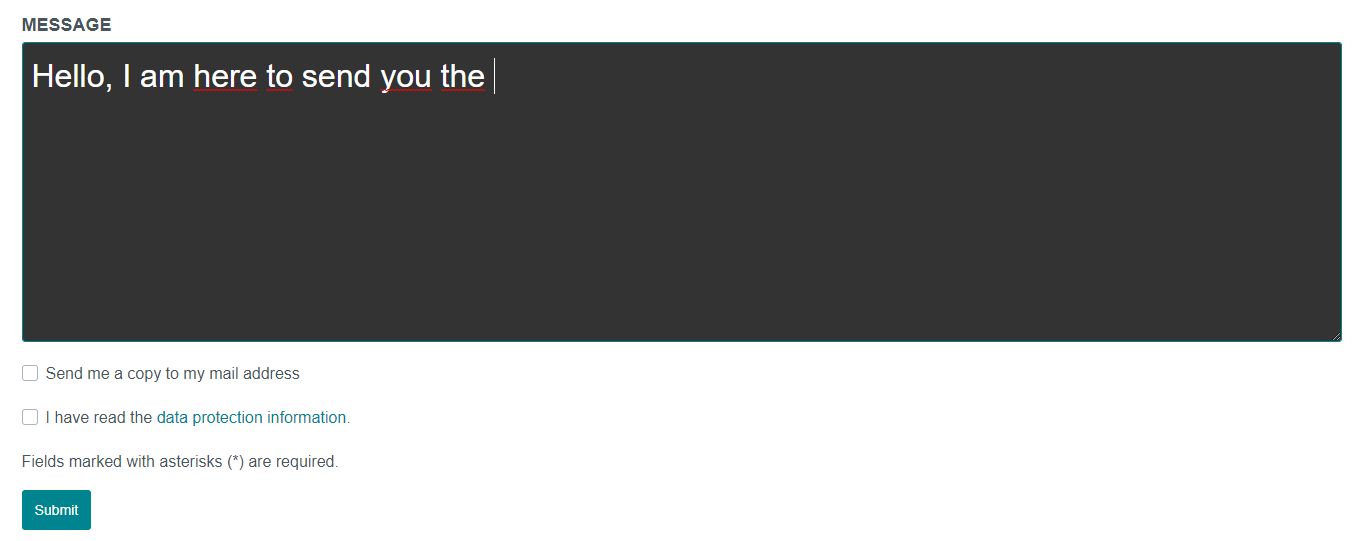 MESSAGE
Hello, I am here to send you the
Send me a copy to my mail address
I have read the data protection information.
Fields marked with asterisks (*) are required.
Submit